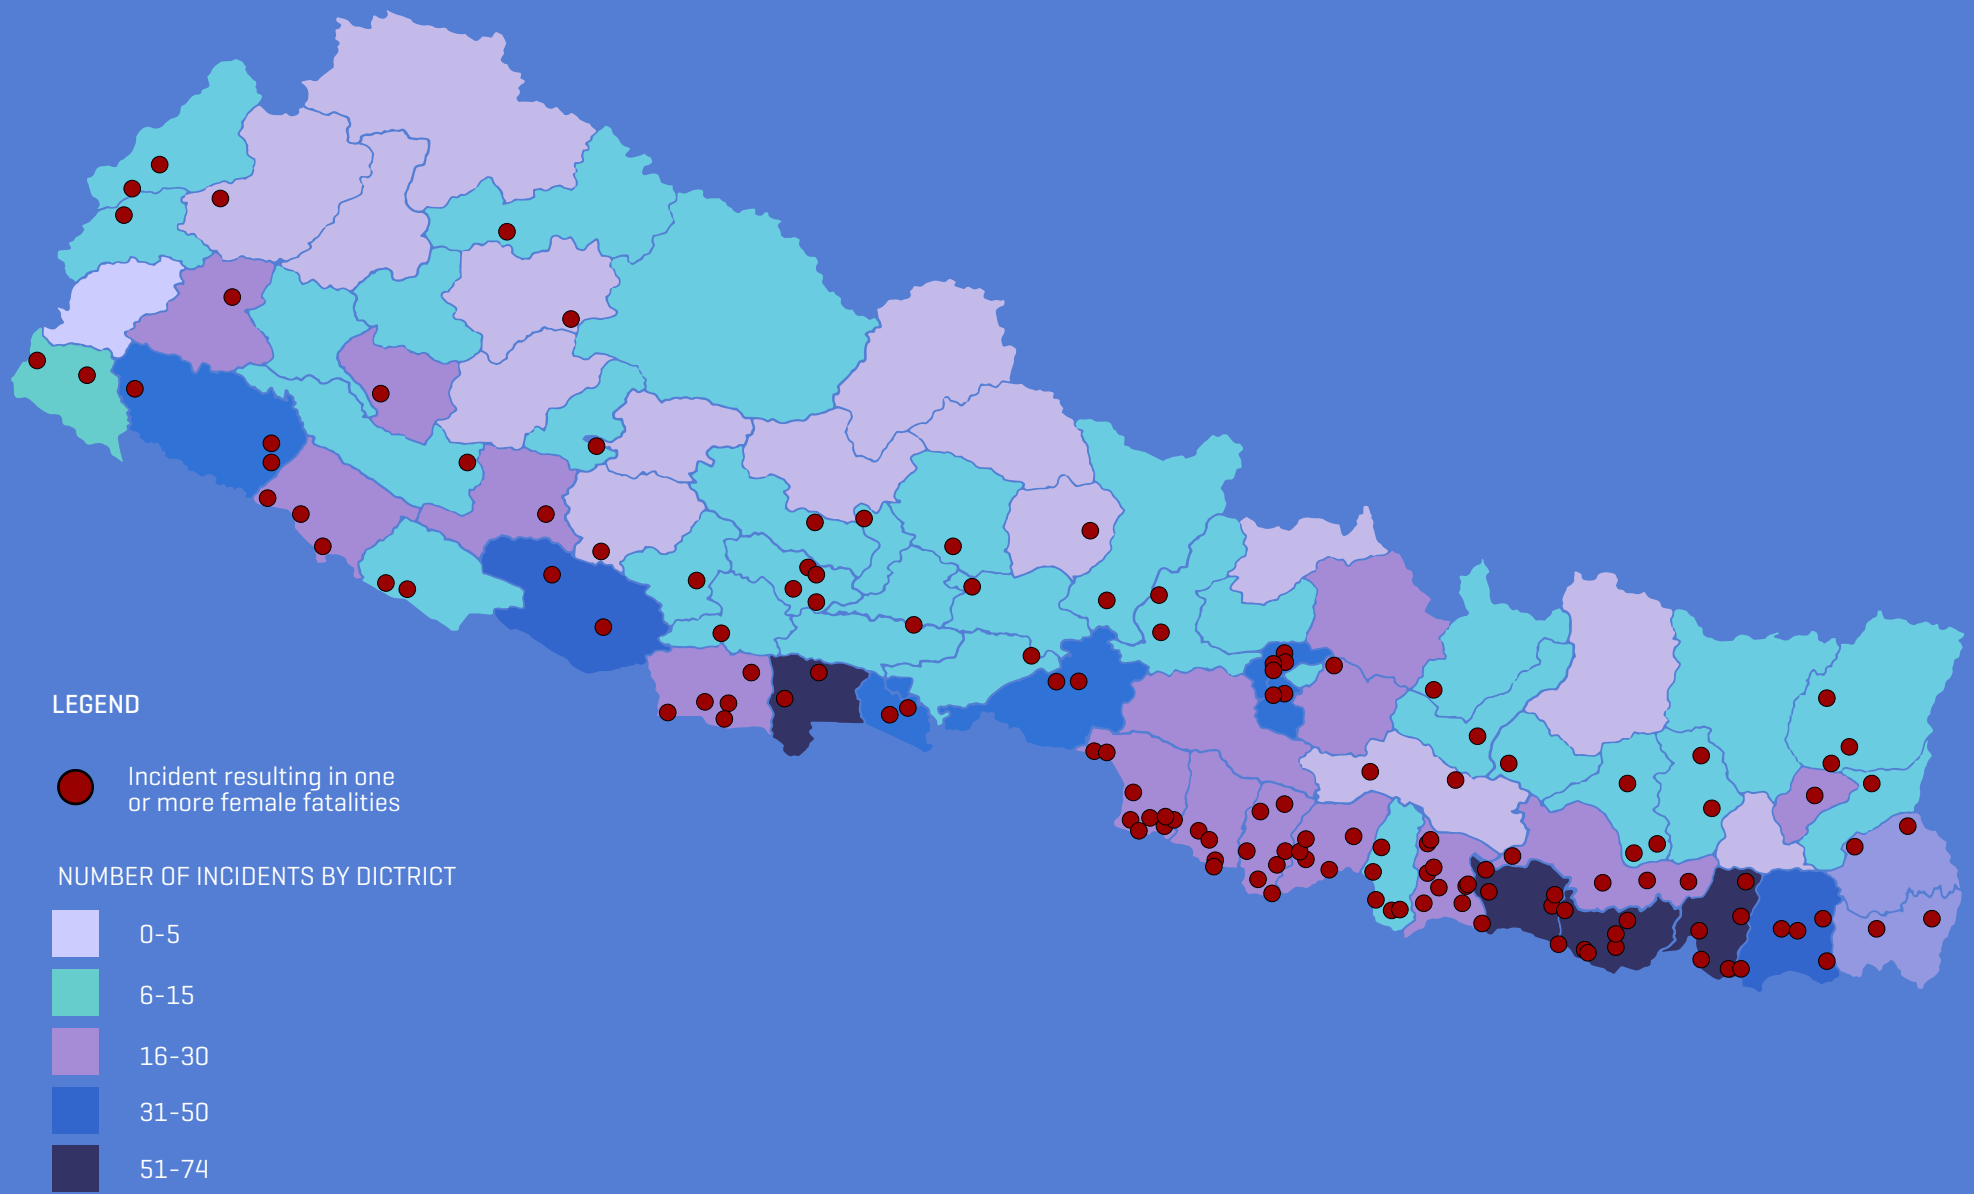 LEGEND
Incident resulting in one
or more female fatalities
NUMBER OF INCIDENTS BY DICTRICT
0-5
6-15
16-30
31-50
51-74